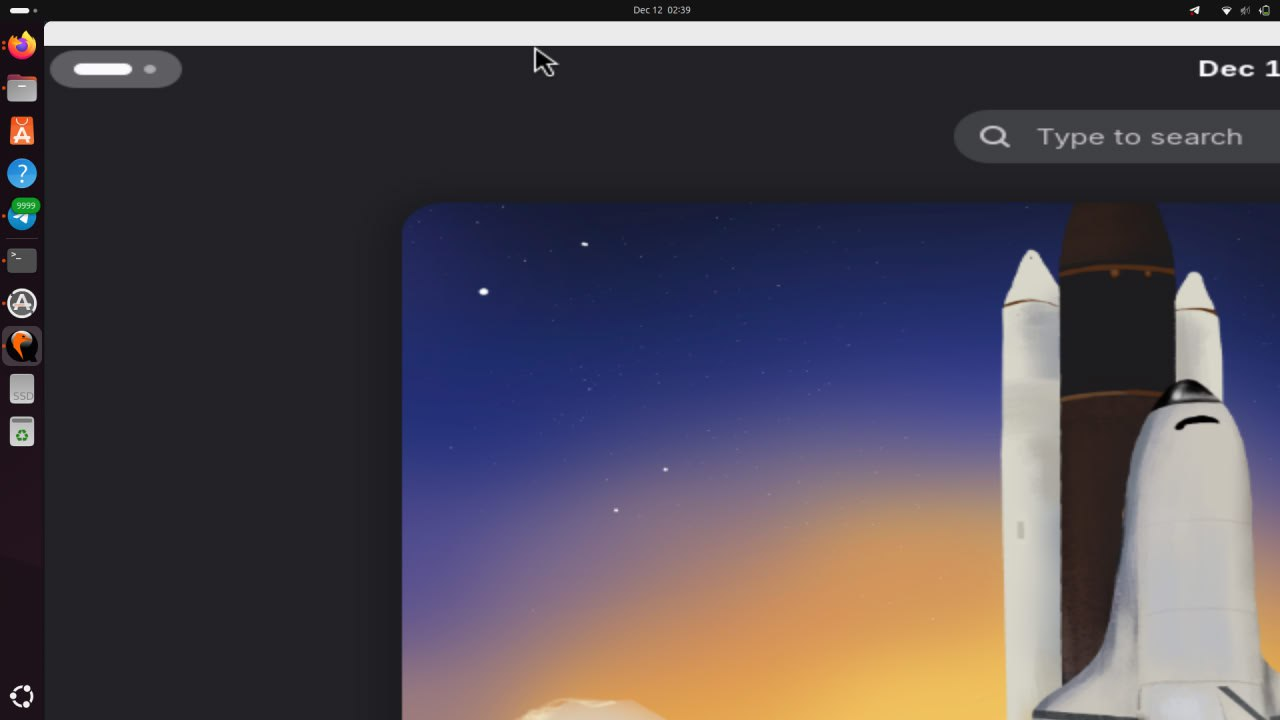 Dec 12 02:39
Dec 1
Type to search
?
9999
>_
SSD